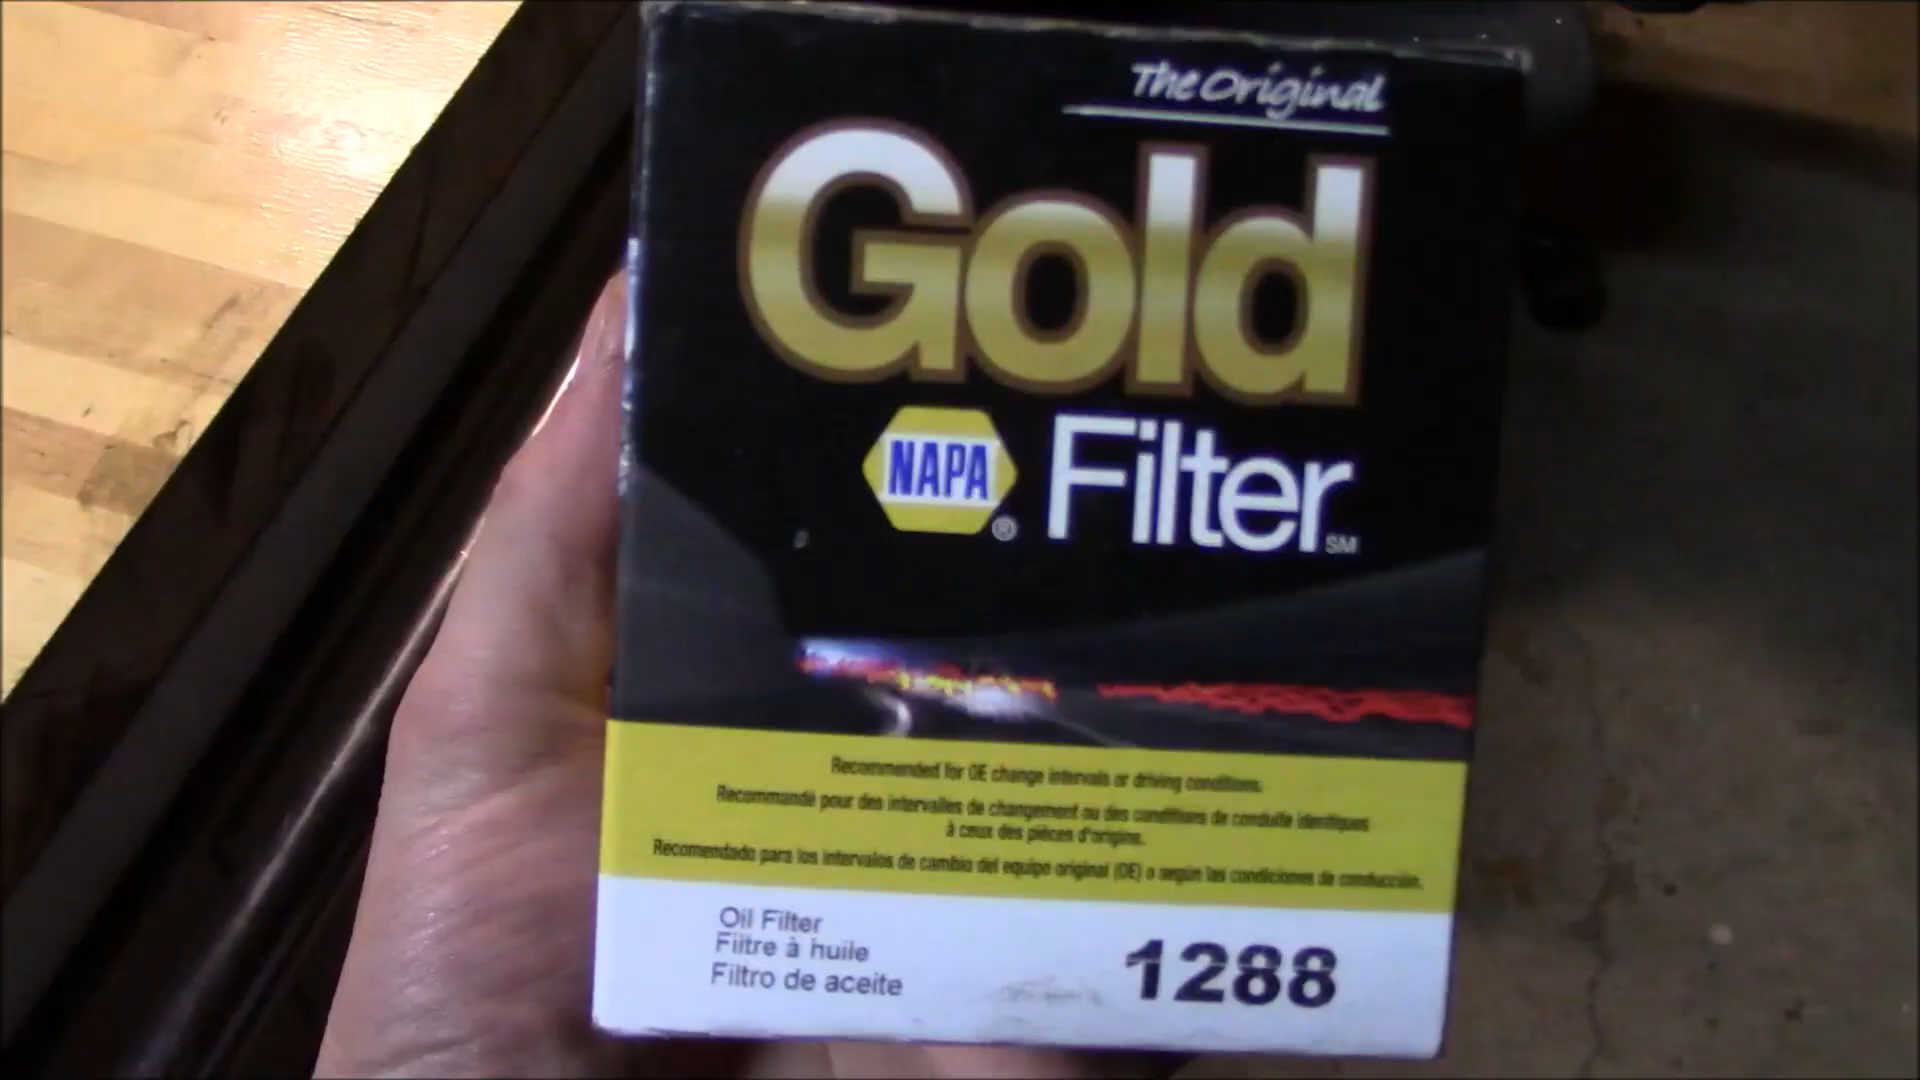 The Original
Gold
NAPA® Filter℠
Recommended for OE change intervals or driving conditions.
Recommandé pour des intervalles de changement ou des conditions de conduite identiques
à ceux des pièces d'origine.
Recomendado para los intervalos de cambio del equipo original (OE) o según las condiciones de conducción.
Oil Filter
Filtre à huile
Filtro de aceite
1288